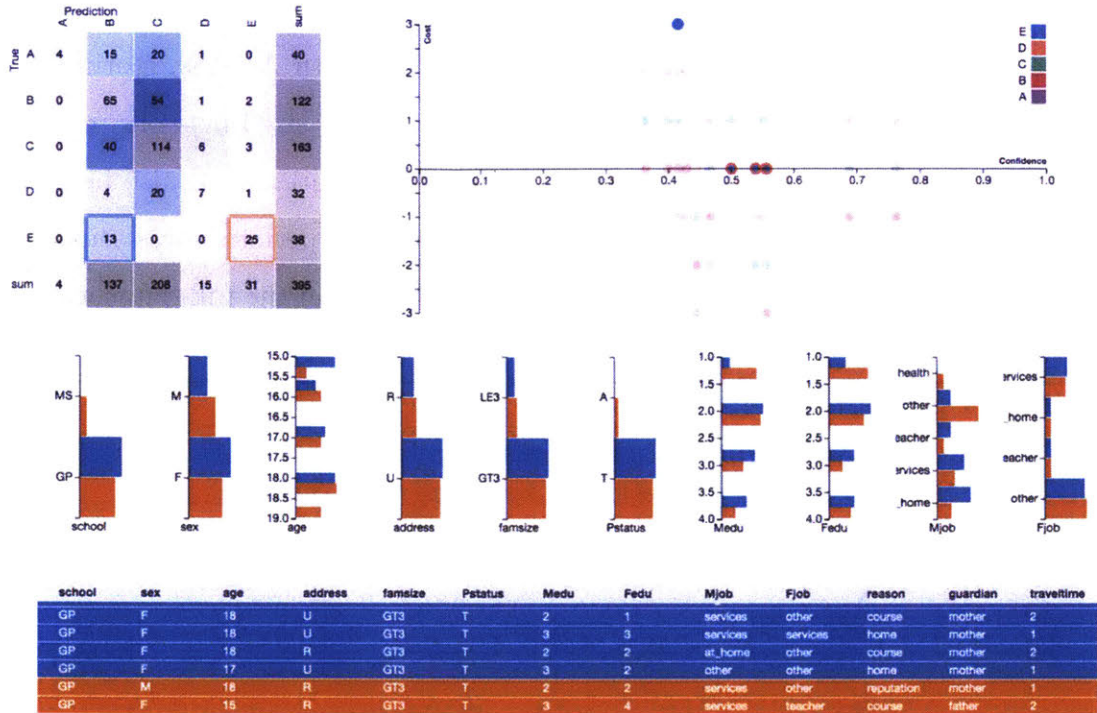 Prediction
A B C D E sum
True A 4 15 20 1 0 40
B 0 65 54 1 2 122
C 0 40 114 6 3 163
D 0 4 20 7 1 32
E 0 13 0 0 25 38
sum 4 137 208 15 31 395
Cost
3
2
1
0
-1
-2
-3
0.0 0.1 0.2 0.3 0.4 0.5 0.6 0.7 0.8 0.9 1.0
Confidence
E
D
C
B
A
MS
GP
school
M
F
sex
15.0
15.5
16.0
16.5
17.0
17.5
18.0
18.5
19.0
age
R
U
address
LE3
GT3
famsize
A
T
Pstatus
1.0
1.5
2.0
2.5
3.0
3.5
4.0
Medu
1.0
1.5
2.0
2.5
3.0
3.5
4.0
Fedu
health
other
eacher
ervices
_home
Mjob
ervices
_home
eacher
other
Fjob
school sex age address famsize Pstatus Medu Fedu Mjob Fjob reason guardian traveltime
GP F 18 U GT3 T 2 1 services other course mother 2
GP F 18 U GT3 T 3 3 services services home mother 1
GP F 18 R GT3 T 2 2 at_home other course mother 2
GP F 17 U GT3 T 3 2 other other home mother 1
GP M 18 R GT3 T 2 2 services other reputation mother 1
GP F 15 R GT3 T 3 4 services teacher course father 2